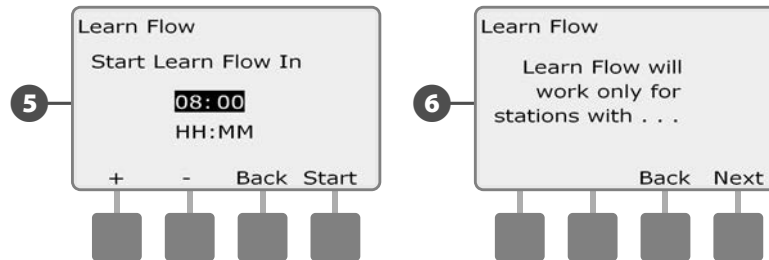 5
Learn Flow
Start Learn Flow In
08:00
HH:MM
+ - Back Start
6
Learn Flow
Learn Flow will
work only for
stations with . . .
Back Next